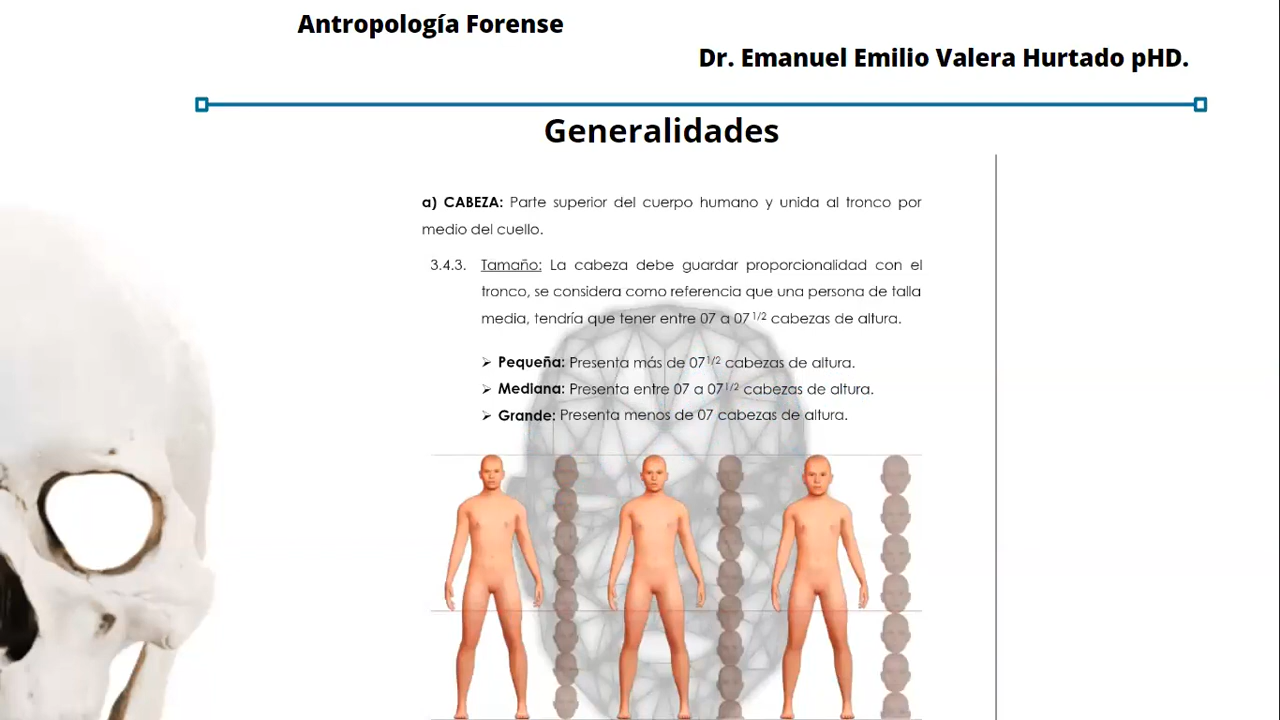 Antropología Forense
Dr. Emanuel Emilio Valera Hurtado pHD.
Generalidades
a) CABEZA: Parte superior del cuerpo humano y unida al tronco por
medio del cuello.
3.4.3. Tamaño: La cabeza debe guardar proporcionalidad con el
tronco, se considera como referencia que una persona de talla
media, tendría que tener entre 07 a 07 1/2 cabezas de altura.
➢ Pequeña: Presenta más de 07 1/2 cabezas de altura.
➢ Mediana: Presenta entre 07 a 07 1/2 cabezas de altura.
➢ Grande: Presenta menos de 07 cabezas de altura.